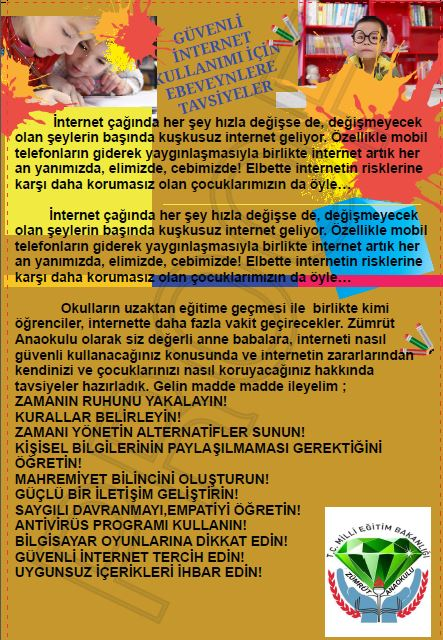 GÜVENLİ
İNTERNET
KULLANIMI İÇİN
EBEVEYNLERE
TAVSİYELER
İnternet çağında her şey hızla değişse de, değişmeyecek
olan şeylerin başında kuşkusuz internet geliyor. Özellikle mobil
telefonların giderek yaygınlaşmasıyla birlikte internet artık her
an yanımızda, elimizde, cebimizde! Elbette internetin risklerine
karşı daha korumasız olan çocuklarımızın da öyle…
İnternet çağında her şey hızla değişse de, değişmeyecek
olan şeylerin başında kuşkusuz internet geliyor. Özellikle mobil
telefonların giderek yaygınlaşmasıyla birlikte internet artık her
an yanımızda, elimizde, cebimizde! Elbette internetin risklerine
karşı daha korumasız olan çocuklarımızın da öyle…
Okulların uzaktan eğitime geçmesi ile birlikte kimi
öğrenciler, internette daha fazla vakit geçirecekler. Zümrüt
Anaokulu olarak siz değerli anne babalara, interneti nasıl
güvenli kullanacağınız konusunda ve internetin zararlarından
kendinizi ve çocuklarınızı nasıl koruyacağınız hakkında
tavsiyeler hazırladık. Gelin madde madde ileyelim ;
ZAMANIN RUHUNU YAKALAYIN!
KURALLAR BELİRLEYİN!
ZAMANI YÖNETİN ALTERNATİFLER SUNUN!
KİŞİSEL BİLGİLERİNİN PAYLAŞILMAMASI GEREKTİĞİNİ
ÖĞRETİN!
MAHREMİYET BİLİNCİNİ OLUŞTURUN!
GÜÇLÜ BİR İLETİŞİM GELİŞTİRİN!
SAYGILI DAVRANMAYI,EMPATİYİ ÖĞRETİN!
ANTİVİRÜS PROGRAMI KULLANIN!
BİLGİSAYAR OYUNLARINA DİKKAT EDİN!
GÜVENLİ İNTERNET TERCİH EDİN!
UYGUNSUZ İÇERİKLERİ İHBAR EDİN!
T.C. MİLLİ EĞİTİM BAKANLIĞI
ZÜMRÜT ANAOKULU